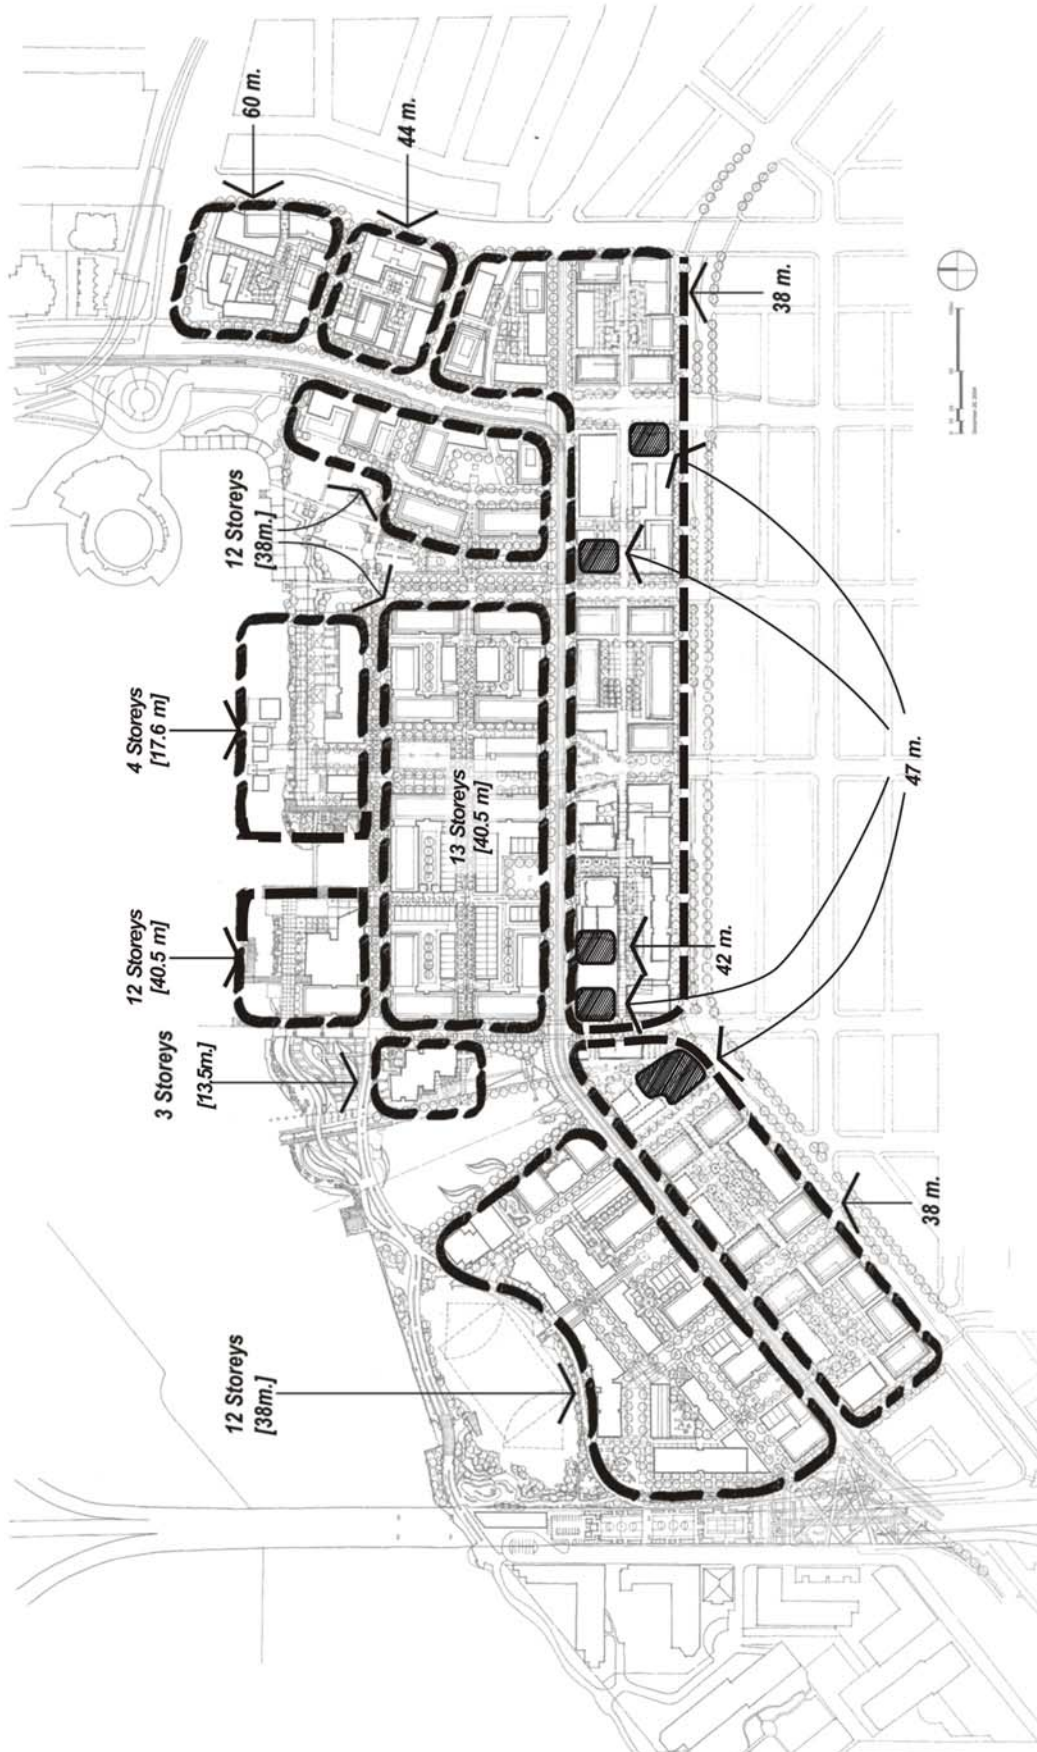 60 m.
44 m.
38 m.
12 Storeys
[38m.]
4 Storeys
[17.6 m]
13 Storeys
[40.5 m]
47 m.
12 Storeys
[40.5 m]
42 m.
3 Storeys
[13.5m.]
38 m.
12 Storeys
[38m.]